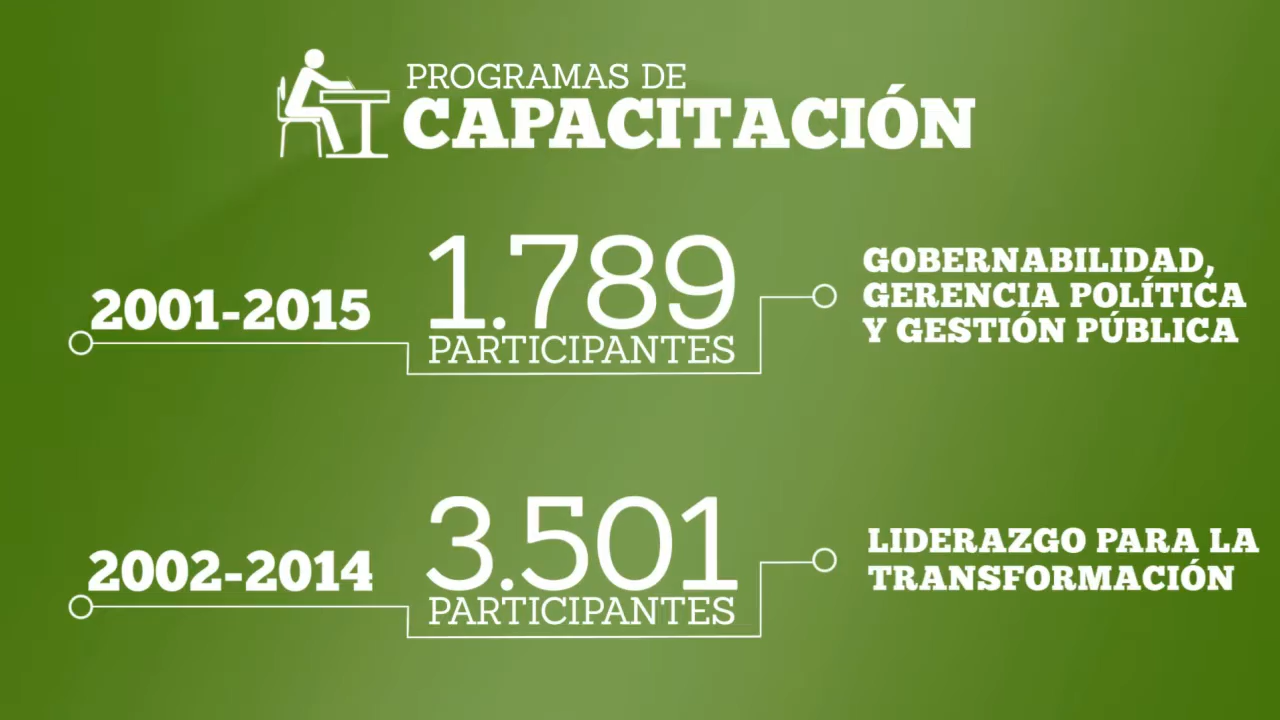 PROGRAMAS DE
CAPACITACIÓN
2001-2015
1.789
PARTICIPANTES
GOBERNABILIDAD,
GERENCIA POLÍTICA
Y GESTIÓN PÚBLICA
2002-2014
3.501
PARTICIPANTES
LIDERAZGO PARA LA
TRANSFORMACIÓN